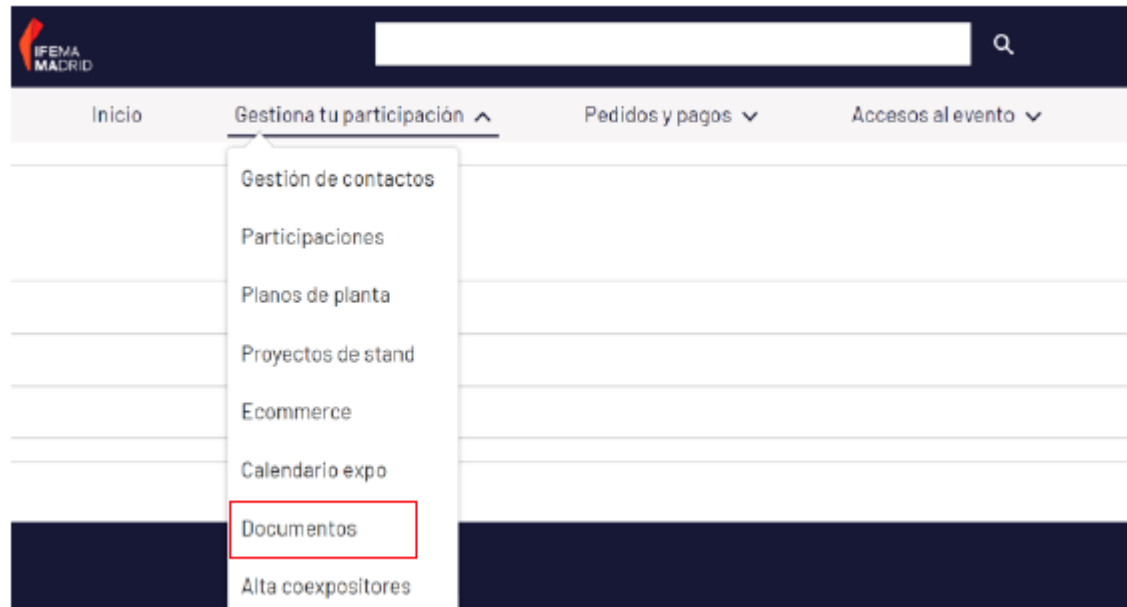 IFEMA
MADRID
Inicio
Gestiona tu participación
Pedidos y pagos
Accesos al evento
Gestión de contactos
Participaciones
Planos de planta
Proyectos de stand
Ecommerce
Calendario expo
Documentos
Alta coexpositores